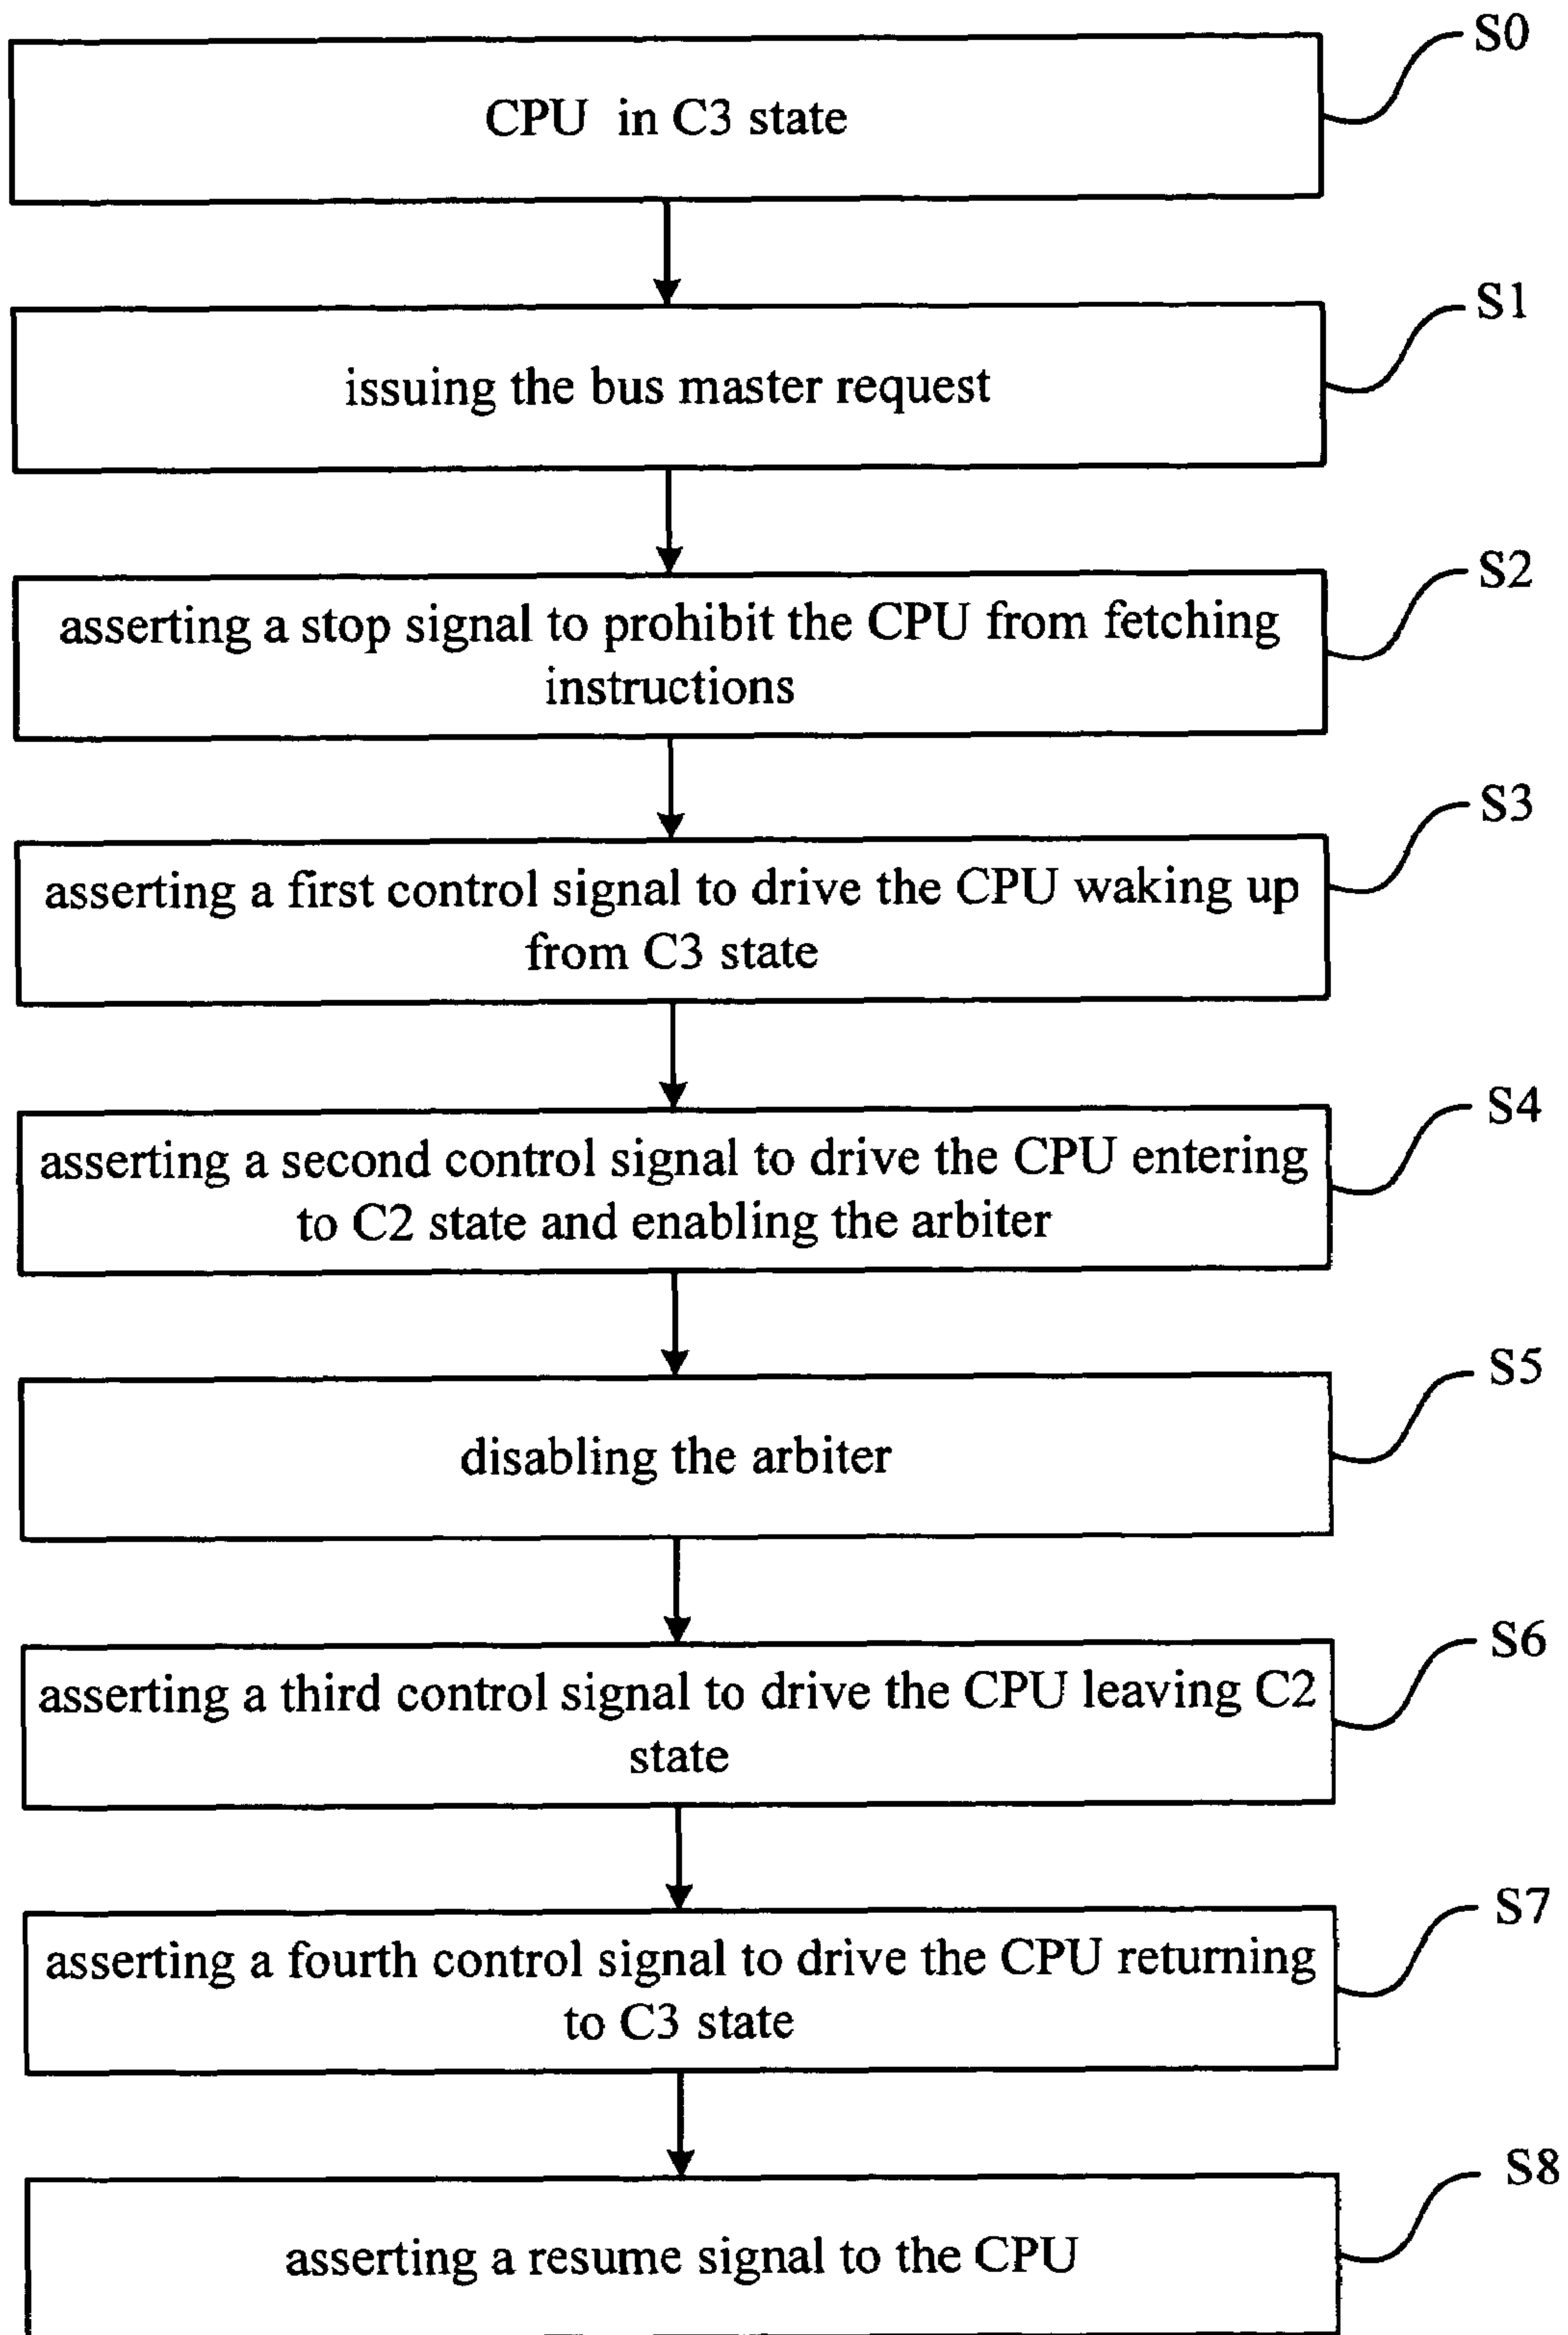 S0
CPU in C3 state
S1
issuing the bus master request
S2
asserting a stop signal to prohibit the CPU from fetching
instructions
S3
asserting a first control signal to drive the CPU waking up
from C3 state
S4
asserting a second control signal to drive the CPU entering
to C2 state and enabling the arbiter
S5
disabling the arbiter
S6
asserting a third control signal to drive the CPU leaving C2
state
S7
asserting a fourth control signal to drive the CPU returning
to C3 state
S8
asserting a resume signal to the CPU